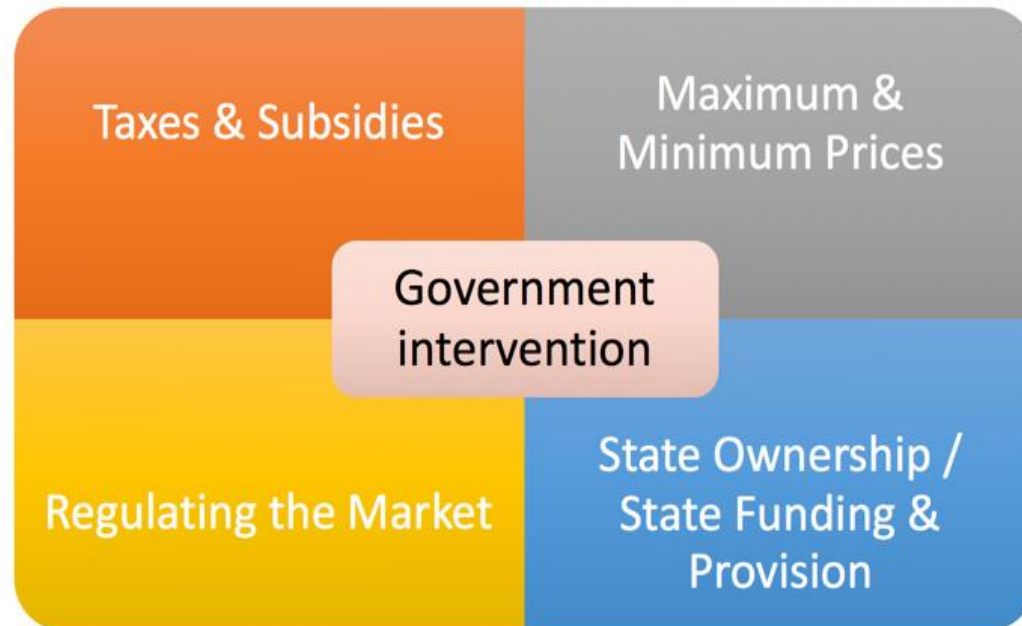 Taxes & Subsidies
Maximum &
Minimum Prices
Government
intervention
Regulating the Market
State Ownership /
State Funding &
Provision